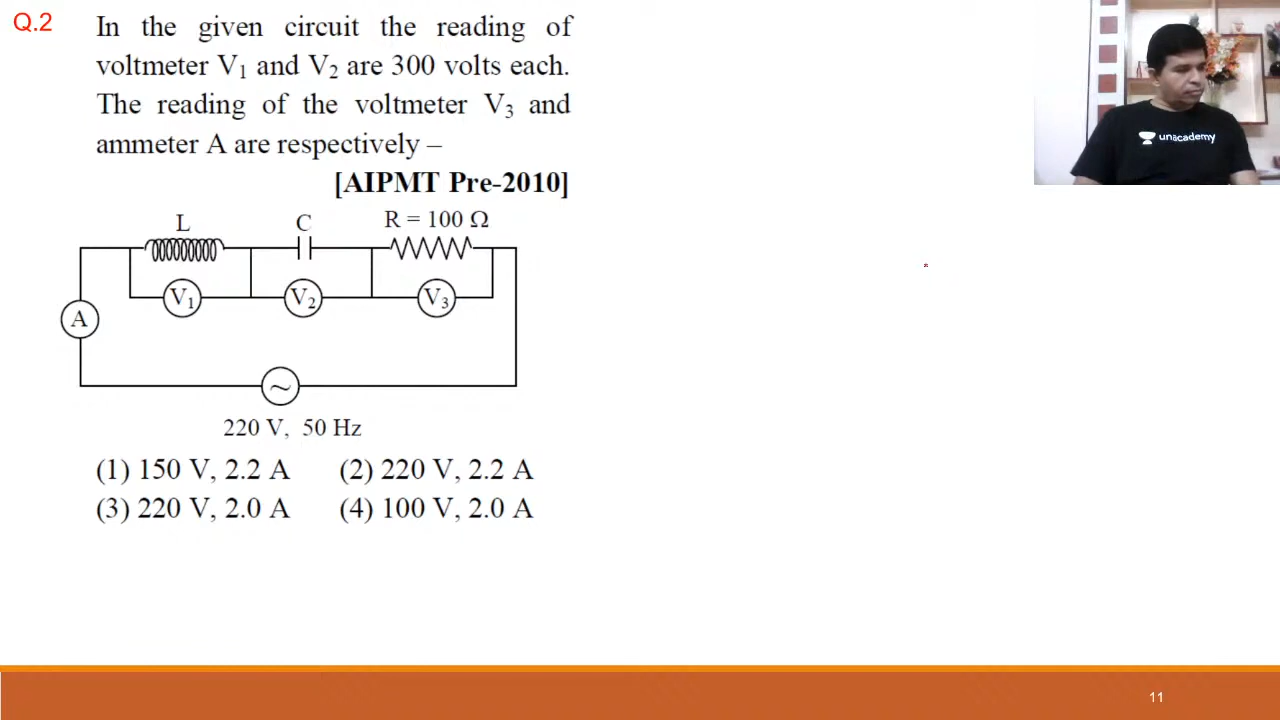 Q.2
In the given circuit the reading of
voltmeter V₁ and V₂ are 300 volts each.
The reading of the voltmeter V₃ and
ammeter A are respectively –
[AIPMT Pre-2010]
L C R = 100 Ω
V₁ V₂ V₃
A
~
220 V, 50 Hz
(1) 150 V, 2.2 A (2) 220 V, 2.2 A
(3) 220 V, 2.0 A (4) 100 V, 2.0 A
unacademy
11